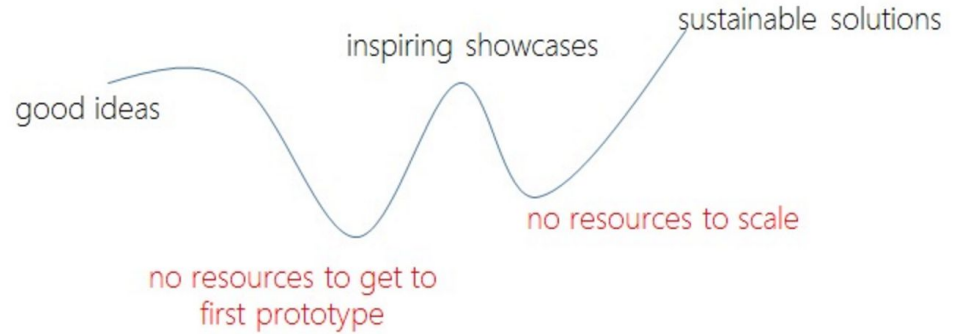 sustainable solutions
inspiring showcases
good ideas
no resources to scale
no resources to get to
first prototype